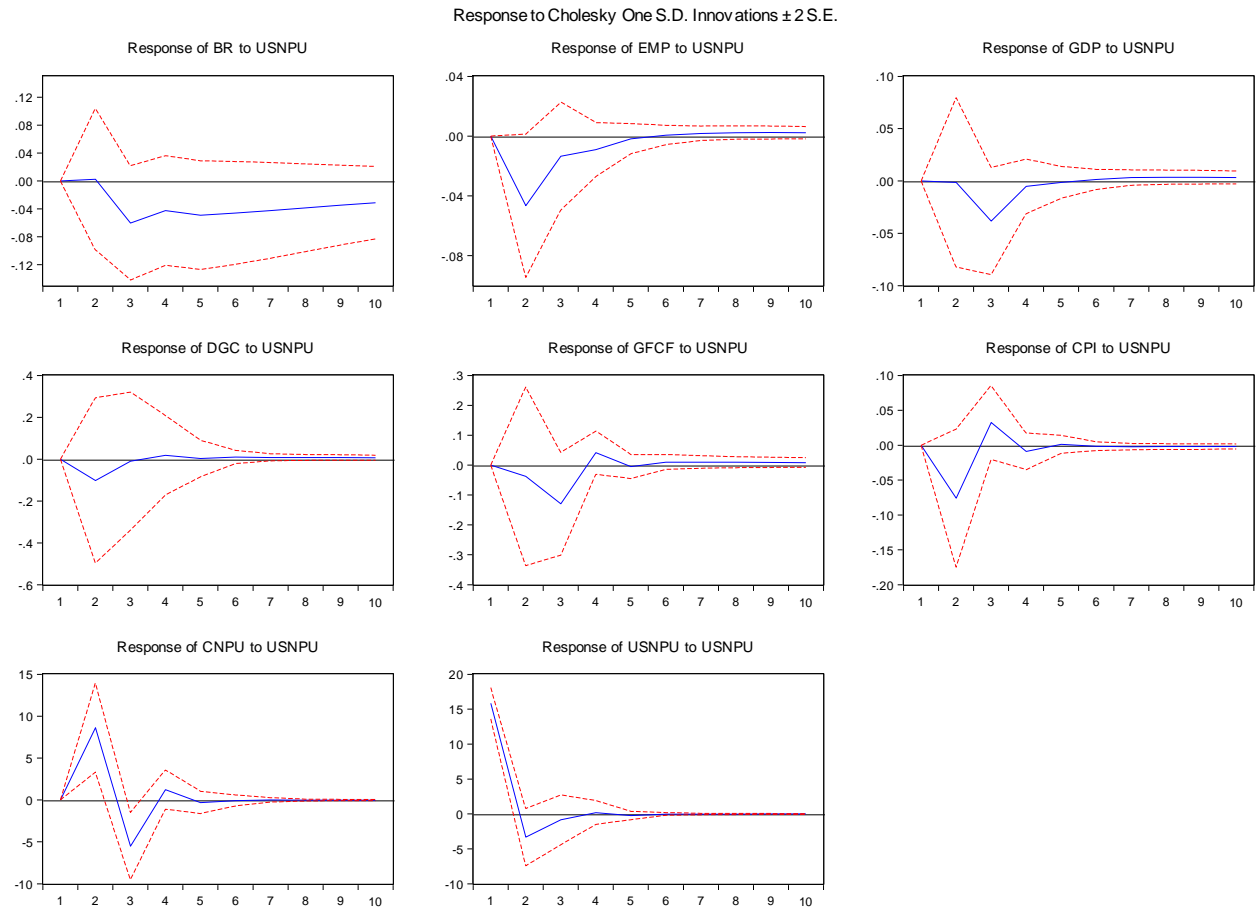 Response to Cholesky One S.D. Innovations ± 2 S.E.
Response of BR to USNPU
.12
.08
.04
.00
-.04
-.08
-.12
1 2 3 4 5 6 7 8 9 10
Response of EMP to USNPU
.04
.00
-.04
-.08
1 2 3 4 5 6 7 8 9 10
Response of GDP to USNPU
.10
.05
.00
-.05
-.10
1 2 3 4 5 6 7 8 9 10
Response of DGC to USNPU
.4
.2
.0
-.2
-.4
-.6
1 2 3 4 5 6 7 8 9 10
Response of GFCF to USNPU
.3
.2
.1
.0
-.1
-.2
-.3
-.4
1 2 3 4 5 6 7 8 9 10
Response of CPI to USNPU
.10
.05
.00
-.05
-.10
-.15
-.20
1 2 3 4 5 6 7 8 9 10
Response of CNPU to USNPU
15
10
5
0
-5
-10
1 2 3 4 5 6 7 8 9 10
Response of USNPU to USNPU
20
15
10
5
0
-5
-10
1 2 3 4 5 6 7 8 9 10